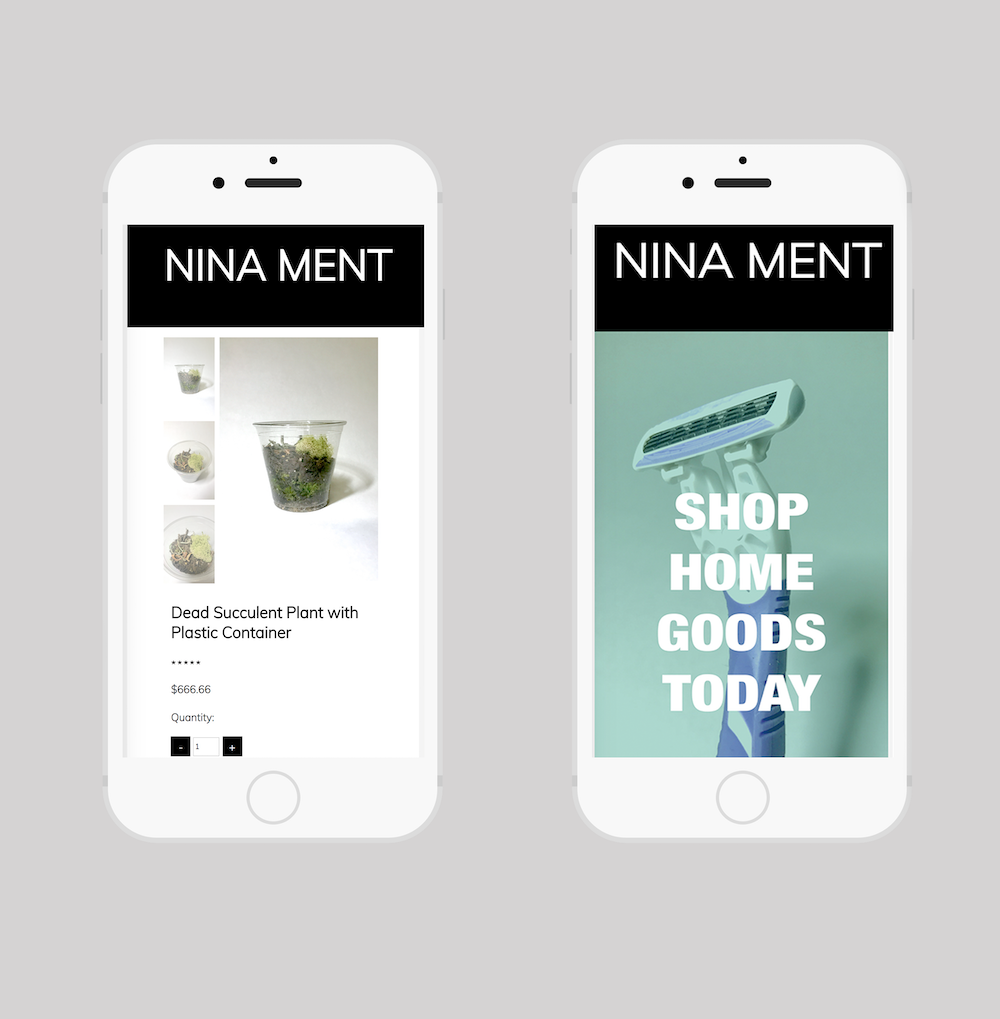 NINA MENT
Dead Succulent Plant with
Plastic Container
★★★★★
$666.66
Quantity:
- 1 +
NINA MENT
SHOP
HOME
GOODS
TODAY